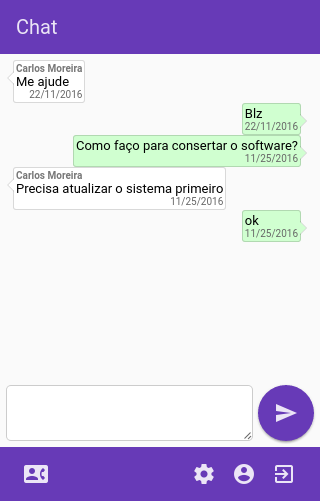 Chat
Carlos Moreira
Me ajude
22/11/2016
Blz
22/11/2016
Como faço para consertar o software?
11/25/2016
Carlos Moreira
Precisa atualizar o sistema primeiro
11/25/2016
ok
11/25/2016